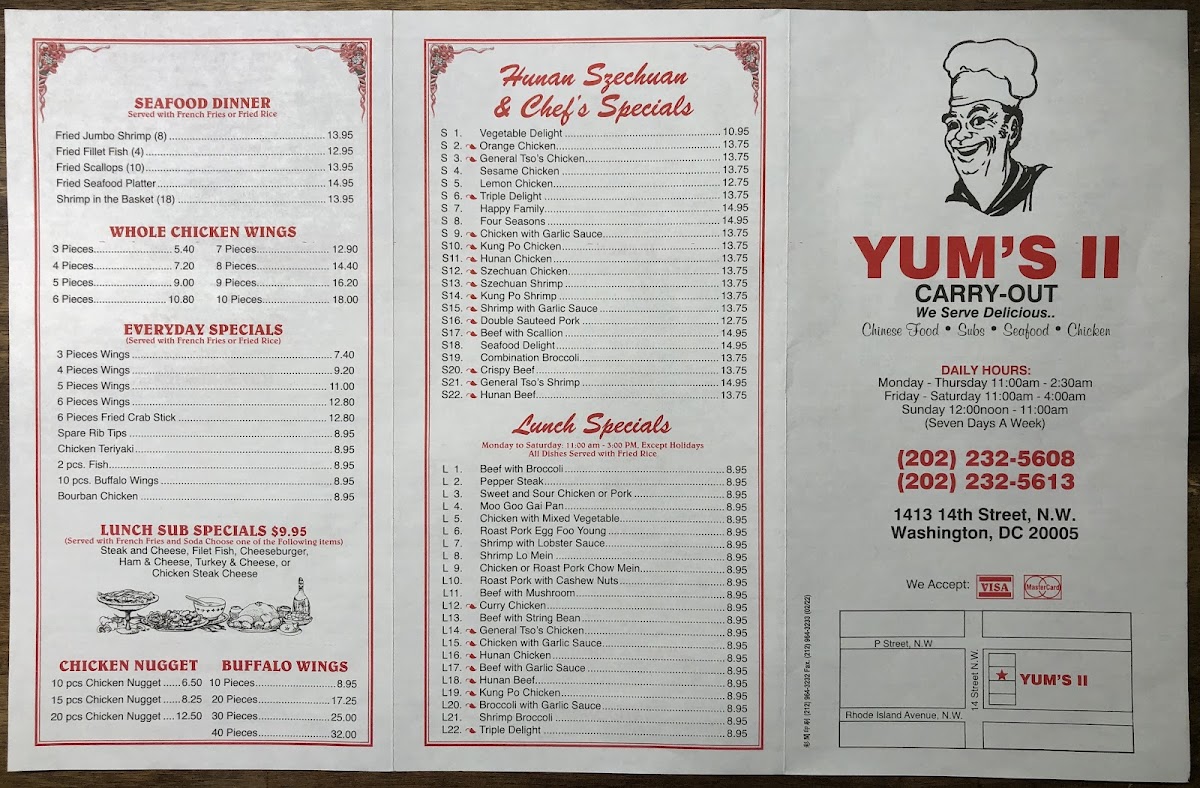 SEAFOOD DINNER
Served with French Fries or Fried Rice
Fried Jumbo Shrimp (8) 13.95
Fried Fillet Fish (4) 12.95
Fried Scallops (10) 13.95
Fried Seafood Platter 14.95
Shrimp in the Basket (18) 13.95
WHOLE CHICKEN WINGS
3 Pieces 5.40 7 Pieces 12.90
4 Pieces 7.20 8 Pieces 14.40
5 Pieces 9.00 9 Pieces 16.20
6 Pieces 10.80 10 Pieces 18.00
EVERYDAY SPECIALS
(Served with French Fries or Fried Rice)
3 Pieces Wings 7.40
4 Pieces Wings 9.20
5 Pieces Wings 11.00
6 Pieces Wings 12.80
6 Pieces Fried Crab Stick 12.80
Spare Rib Tips 8.95
Chicken Teriyaki 8.95
2 pcs. Fish 8.95
10 pcs. Buffalo Wings 8.95
Bourban Chicken 8.95
LUNCH SUB SPECIALS $9.95
(Served with French Fries and Soda Choose one of the Following items)
Steak and Cheese, Filet Fish, Cheeseburger,
Ham & Cheese, Turkey & Cheese, or
Chicken Steak Cheese
CHICKEN NUGGET
10 pcs Chicken Nugget 6.50
15 pcs Chicken Nugget 8.25
20 pcs Chicken Nugget 12.50
BUFFALO WINGS
10 Pieces 8.95
20 Pieces 17.25
30 Pieces 25.00
40 Pieces 32.00
Hunan Szechuan
& Chef's Specials
S 1. Vegetable Delight 10.95
S 2. Orange Chicken 13.75
S 3. General Tso's Chicken 13.75
S 4. Sesame Chicken 13.75
S 5. Lemon Chicken 12.75
S 6. Triple Delight 13.75
S 7. Happy Family 14.95
S 8. Four Seasons 14.95
S 9. Chicken with Garlic Sauce 13.75
S10. Kung Po Chicken 13.75
S11. Hunan Chicken 13.75
S12. Szechuan Chicken 13.75
S13. Szechuan Shrimp 13.75
S14. Kung Po Shrimp 13.75
S15. Shrimp with Garlic Sauce 13.75
S16. Double Sauteed Pork 12.75
S17. Beef with Scallion 14.95
S18. Seafood Delight 14.95
S19. Combination Broccoli 13.75
S20. Crispy Beef 13.75
S21. General Tso's Shrimp 14.95
S22. Hunan Beef 13.75
Lunch Specials
Monday to Saturday: 11:00 am - 3:00 PM, Except Holidays
All Dishes Served with Fried Rice
L 1. Beef with Broccoli 8.95
L 2. Pepper Steak 8.95
L 3. Sweet and Sour Chicken or Pork 8.95
L 4. Moo Goo Gai Pan 8.95
L 5. Chicken with Mixed Vegetable 8.95
L 6. Roast Pork Egg Foo Young 8.95
L 7. Shrimp with Lobster Sauce 8.95
L 8. Shrimp Lo Mein 8.95
L 9. Chicken or Roast Pork Chow Mein 8.95
L10. Roast Pork with Cashew Nuts 8.95
L11. Beef with Mushroom 8.95
L12. Curry Chicken 8.95
L13. Beef with String Bean 8.95
L14. General Tso's Chicken 8.95
L15. Chicken with Garlic Sauce 8.95
L16. Hunan Chicken 8.95
L17. Beef with Garlic Sauce 8.95
L18. Hunan Beef 8.95
L19. Kung Po Chicken 8.95
L20. Broccoli with Garlic Sauce 8.95
L21. Shrimp Broccoli 8.95
L22. Triple Delight 8.95
YUM'S II
CARRY-OUT
We Serve Delicious..
Chinese Food • Subs • Seafood • Chicken
DAILY HOURS:
Monday - Thursday 11:00am - 2:30am
Friday - Saturday 11:00am - 4:00am
Sunday 12:00noon - 11:00am
(Seven Days A Week)
(202) 232-5608
(202) 232-5613
1413 14th Street, N.W.
Washington, DC 20005
We Accept: VISA MasterCard
P Street, N.W
14 Street N.W.
YUM'S II
Rhode Island Avenue, N.W.
(212) 964-3232 Fax. (212) 964-3233 (02/22)